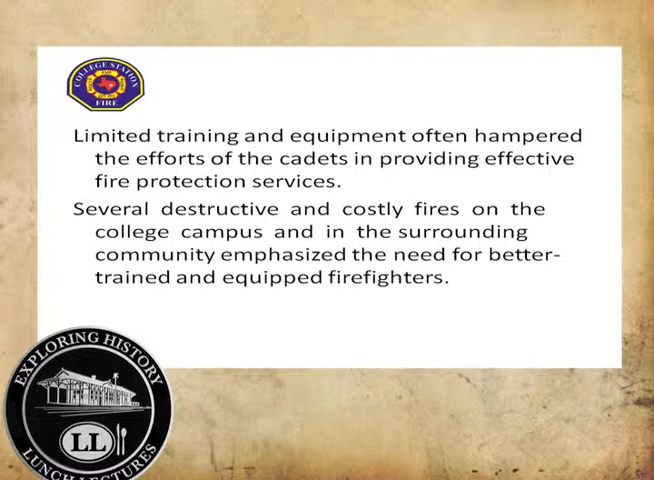 COLLEGE STATION
FIRE
Limited training and equipment often hampered
the efforts of the cadets in providing effective
fire protection services.
Several destructive and costly fires on the
college campus and in the surrounding
community emphasized the need for better-
trained and equipped firefighters.
EXPLORING HISTORY
LL
LUNCH LECTURES